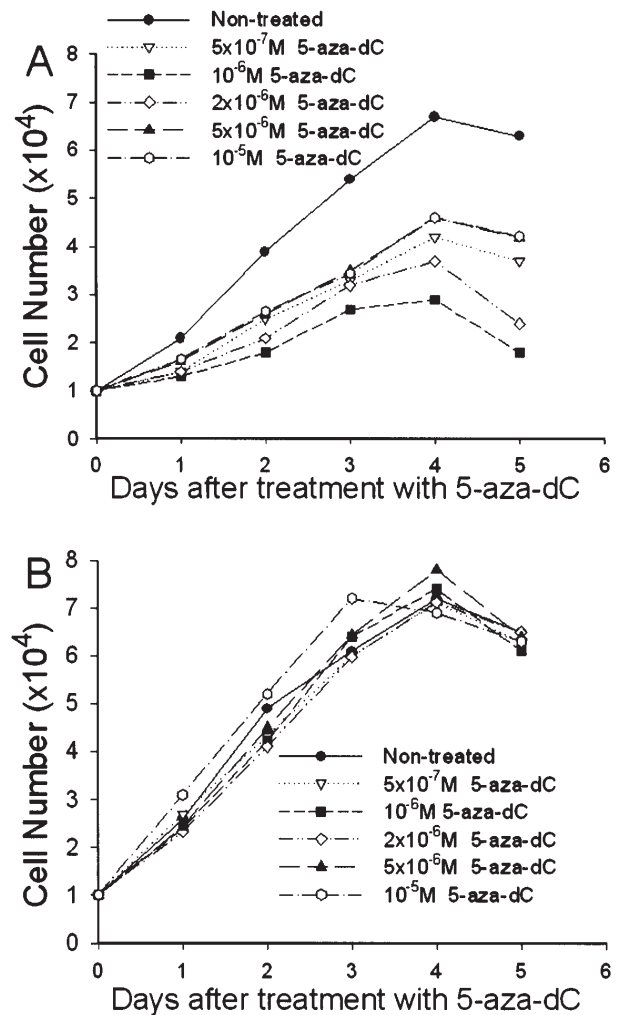 A
Non-treated
5x10⁻⁷M 5-aza-dC
10⁻⁶M 5-aza-dC
2x10⁻⁶M 5-aza-dC
5x10⁻⁶M 5-aza-dC
10⁻⁵M 5-aza-dC
Cell Number (x10⁴)
8
7
6
5
4
3
2
1
0
0 1 2 3 4 5 6
Days after treatment with 5-aza-dC
B
Cell Number (x10⁴)
8
7
6
5
4
3
2
1
0
Non-treated
5x10⁻⁷M 5-aza-dC
10⁻⁶M 5-aza-dC
2x10⁻⁶M 5-aza-dC
5x10⁻⁶M 5-aza-dC
10⁻⁵M 5-aza-dC
0 1 2 3 4 5 6
Days after treatment with 5-aza-dC